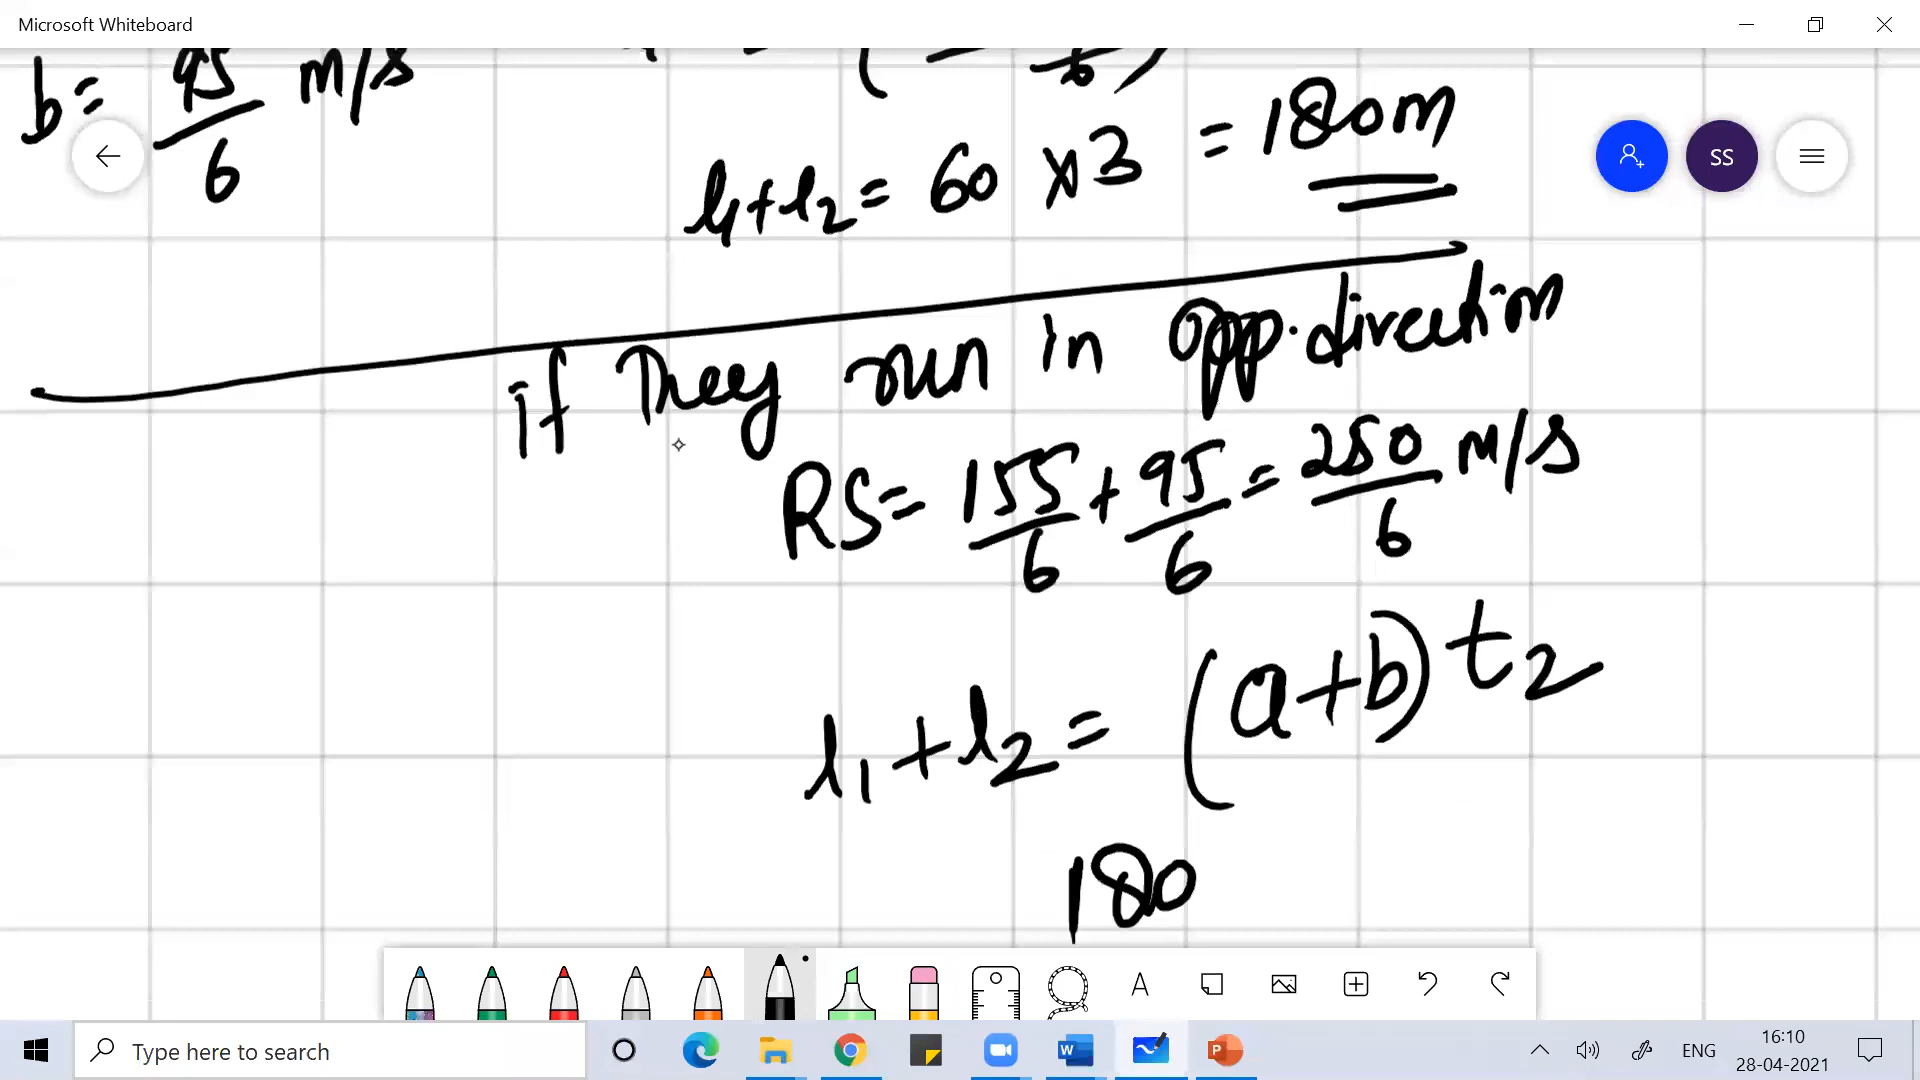 Microsoft Whiteboard
b = 95/6 m/s
l1+l2 = 60 x 3 = 180m
SS
if They run in opp. direction
RS = 155/6 + 95/6 = 250/6 m/s
l1 + l2 = (a+b) t2
180
A
Type here to search
W
P
ENG
16:10
28-04-2021